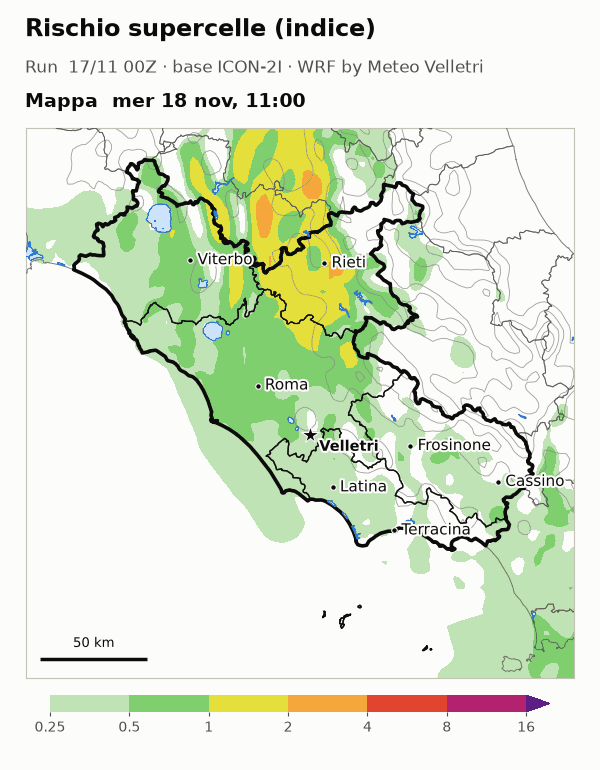 Rischio supercelle (indice)
Run  17/11 00Z · base ICON-2I · WRF by Meteo Velletri
Mappa  mer 18 nov, 11:00
Viterbo
Rieti
Roma
Velletri
Frosinone
Latina
Cassino
Terracina
50 km
0.25 0.5 1 2 4 8 16